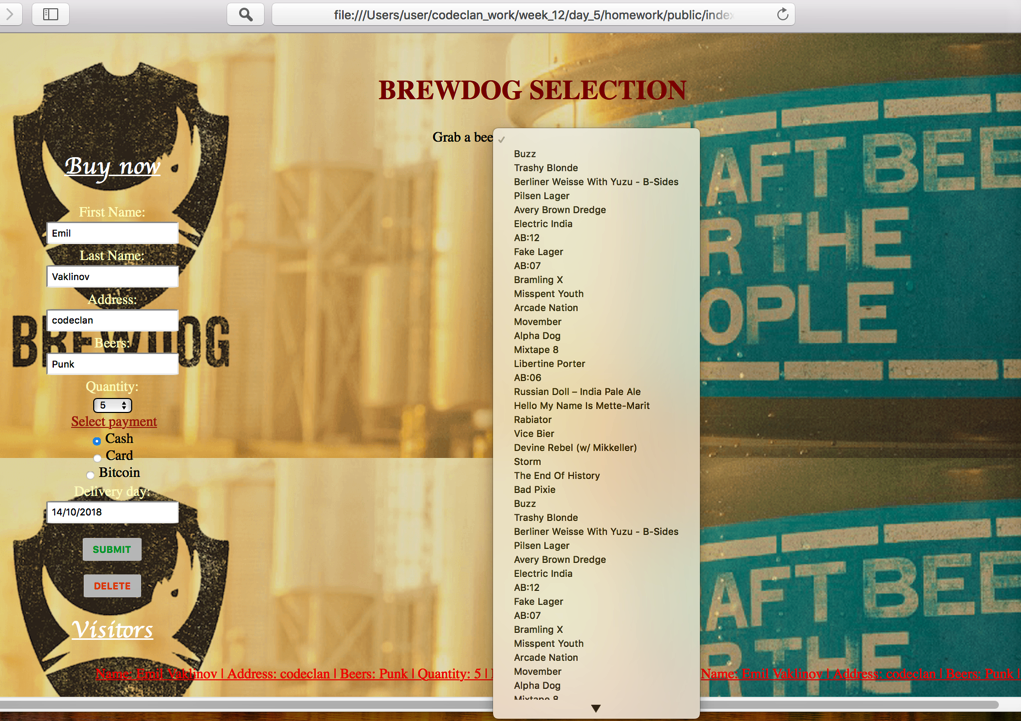 file:///Users/user/codeclan_work/week_12/day_5/homework/public/index
BREWDOG SELECTION
Grab a bee
Buzz
Trashy Blonde
Berliner Weisse With Yuzu - B-Sides
Pilsen Lager
Avery Brown Dredge
Electric India
AB:12
Fake Lager
AB:07
Bramling X
Misspent Youth
Arcade Nation
Movember
Alpha Dog
Mixtape 8
Libertine Porter
AB:06
Russian Doll – India Pale Ale
Hello My Name Is Mette-Marit
Rabiator
Vice Bier
Devine Rebel (w/ Mikkeller)
Storm
The End Of History
Bad Pixie
Buzz
Trashy Blonde
Berliner Weisse With Yuzu - B-Sides
Pilsen Lager
Avery Brown Dredge
Electric India
AB:12
Fake Lager
AB:07
Bramling X
Misspent Youth
Arcade Nation
Movember
Alpha Dog
Mixtape 8
Buy now
First Name:
Emil
Last Name:
Vaklinov
Address:
codeclan
BREWDOG
Beers:
Punk
Quantity:
5
Select payment
Cash
Card
Bitcoin
Delivery day:
14/10/2018
SUBMIT
DELETE
Visitors
Name: Emil Vaklinov | Address: codeclan | Beers: Punk | Quantity: 5 |
Name: Emil Vaklinov | Address: codeclan | Beers: Punk |
AFT BEE
R THE
OPLE
AFT BEE
R THE